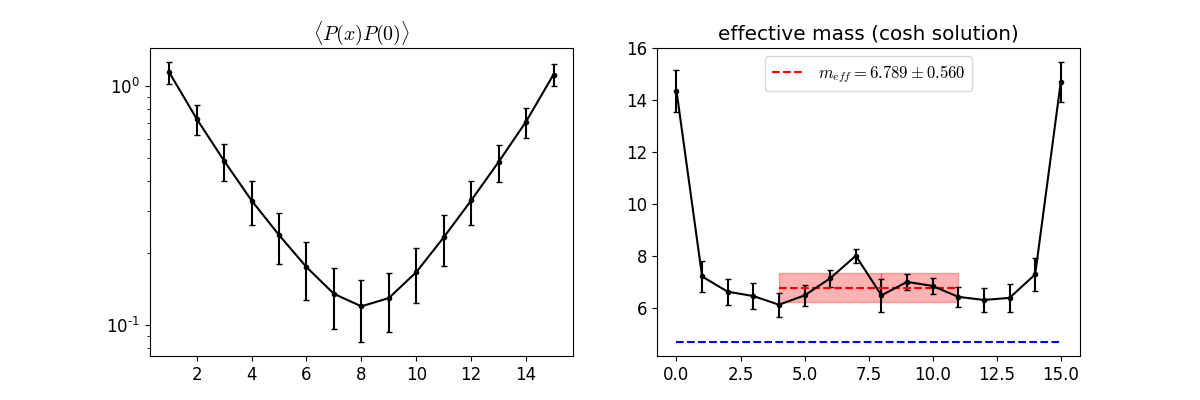 ⟨P(x)P(0)⟩
10⁰
10⁻¹
2 4 6 8 10 12 14
effective mass (cosh solution)
m_eff = 6.789 ± 0.560
16
14
12
10
8
6
0.0 2.5 5.0 7.5 10.0 12.5 15.0